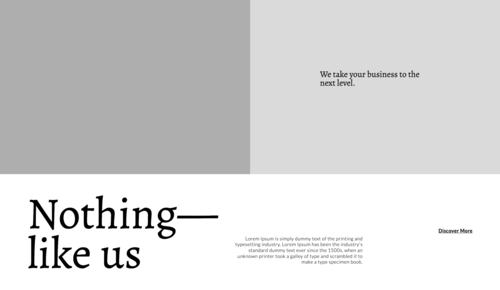 We take your business to the
next level.
Nothing—
like us
Lorem Ipsum is simply dummy text of the printing and
typesetting industry. Lorem Ipsum has been the industry's
standard dummy text ever since the 1500s, when an
unknown printer took a galley of type and scrambled it to
make a type specimen book.
Discover More